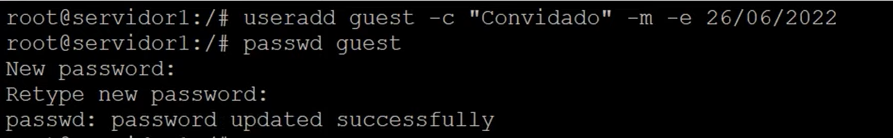 root@servidor1:/# useradd guest -c "Convidado" -m -e 26/06/2022
root@servidor1:/# passwd guest
New password:
Retype new password:
passwd: password updated successfully